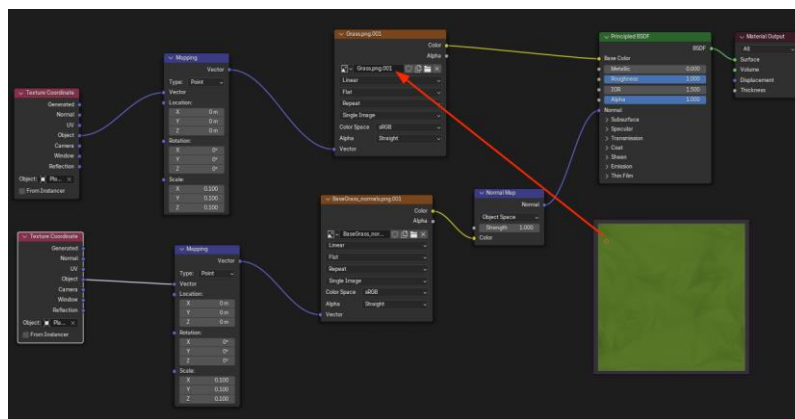 Texture Coordinate
Generated
Normal
UV
Object
Camera
Window
Reflection
Object:
Pla...
From Instancer
Mapping
Vector
Type:
Point
Vector
Location:
X 0 m
Y 0 m
Z 0 m
Rotation:
X 0°
Y 0°
Z 0°
Scale:
X 0.100
Y 0.100
Z 0.100
Grass.png.001
Color
Alpha
Grass.png.001
Linear
Flat
Repeat
Single Image
Color Space sRGB
Alpha Straight
Vector
Principled BSDF
BSDF
Base Color
Metallic 0.000
Roughness 1.000
IOR 1.500
Alpha 1.000
Normal
Subsurface
Specular
Transmission
Coat
Sheen
Emission
Thin Film
Material Output
All
Surface
Volume
Displacement
Thickness
Texture Coordinate
Generated
Normal
UV
Object
Camera
Window
Reflection
Object:
Pla...
From Instancer
Mapping
Vector
Type:
Point
Vector
Location:
X 0 m
Y 0 m
Z 0 m
Rotation:
X 0°
Y 0°
Z 0°
Scale:
X 0.100
Y 0.100
Z 0.100
BaseGrass_normals.png.001
Color
Alpha
BaseGrass_nor...
Linear
Flat
Repeat
Single Image
Color Space sRGB
Alpha Straight
Vector
Normal Map
Normal
Object Space
Strength 1.000
Color